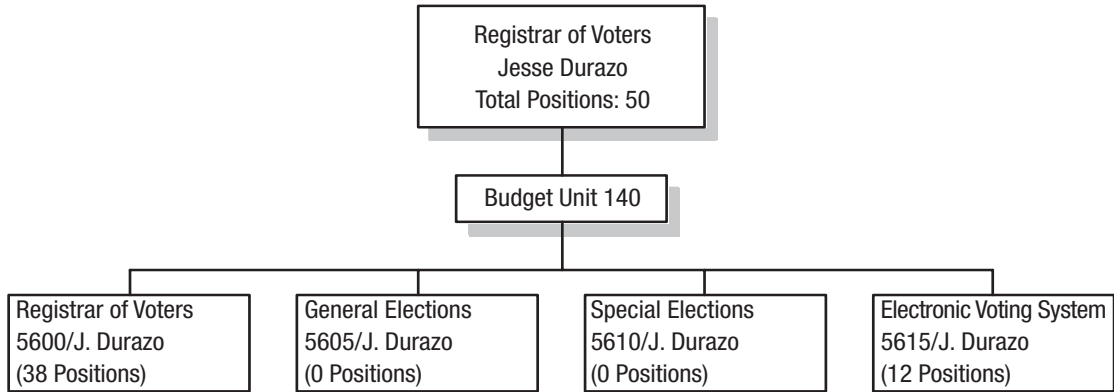 Registrar of Voters
Jesse Durazo
Total Positions: 50
Budget Unit 140
Registrar of Voters
5600/J. Durazo
(38 Positions)
General Elections
5605/J. Durazo
(0 Positions)
Special Elections
5610/J. Durazo
(0 Positions)
Electronic Voting System
5615/J. Durazo
(12 Positions)